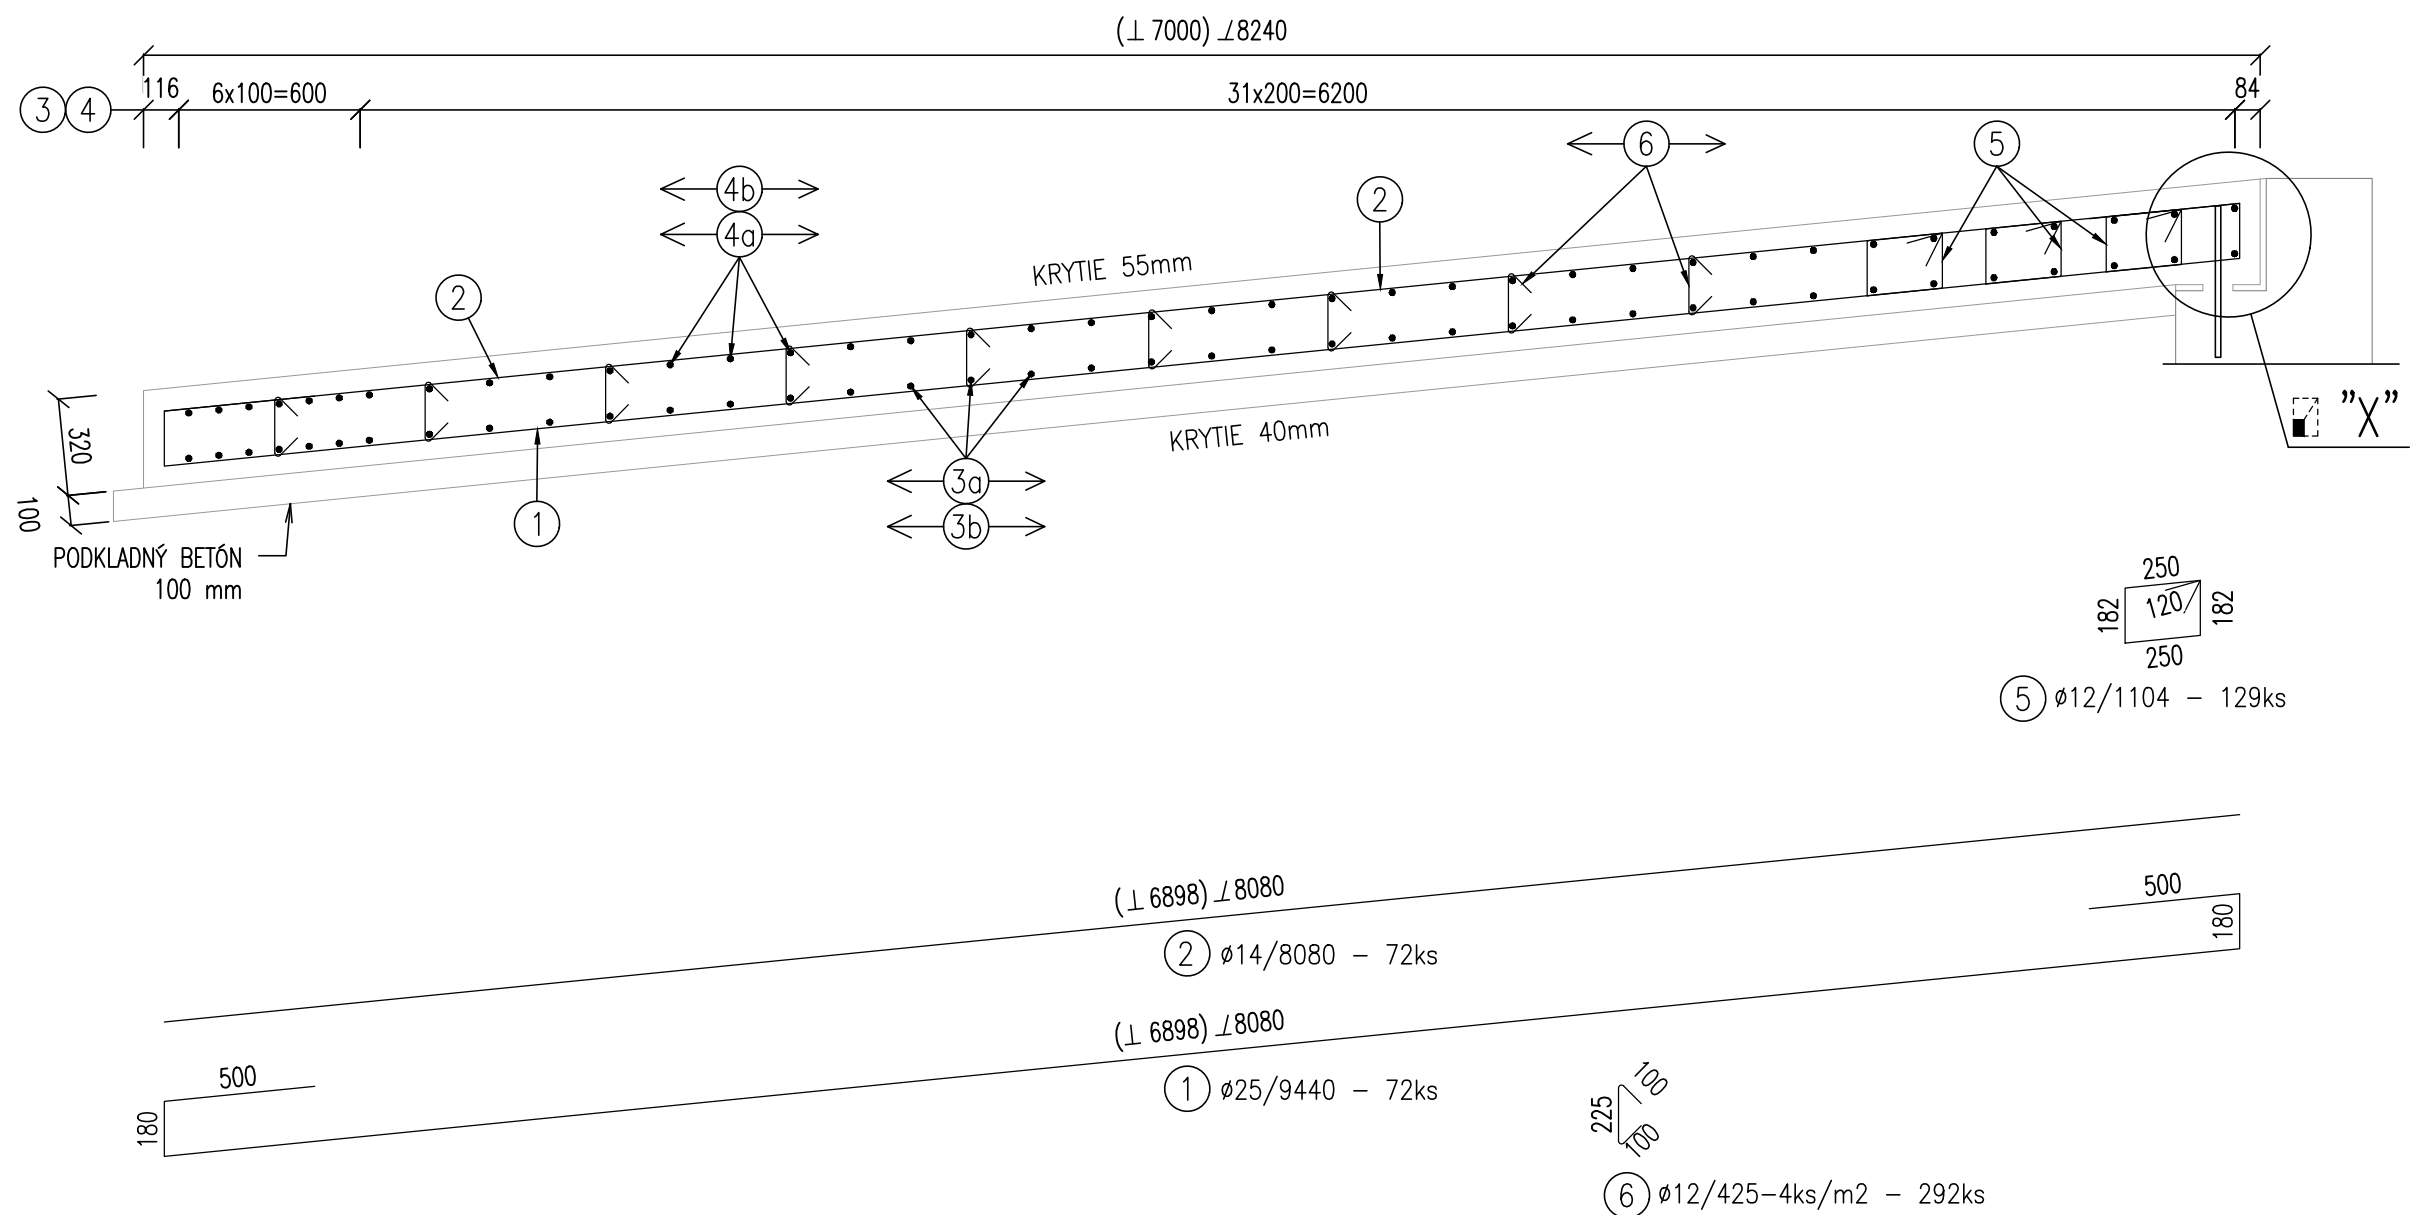 (⊥ 7000) ∠8240
3 4 116 6x100=600 31x200=6200 84
6 5
4b
4a
2
KRYTIE 55mm
2
320
100
KRYTIE 40mm
"X"
3a
3b
1
PODKLADNÝ BETÓN
100 mm
250
182 120 182
250
5 ø12/1104 - 129ks
(⊥ 6898) ∠8080
2 ø14/8080 - 72ks
500
180
(⊥ 6898) ∠8080
1 ø25/9440 - 72ks
500
180
100
225
100
6 ø12/425-4ks/m2 - 292ks